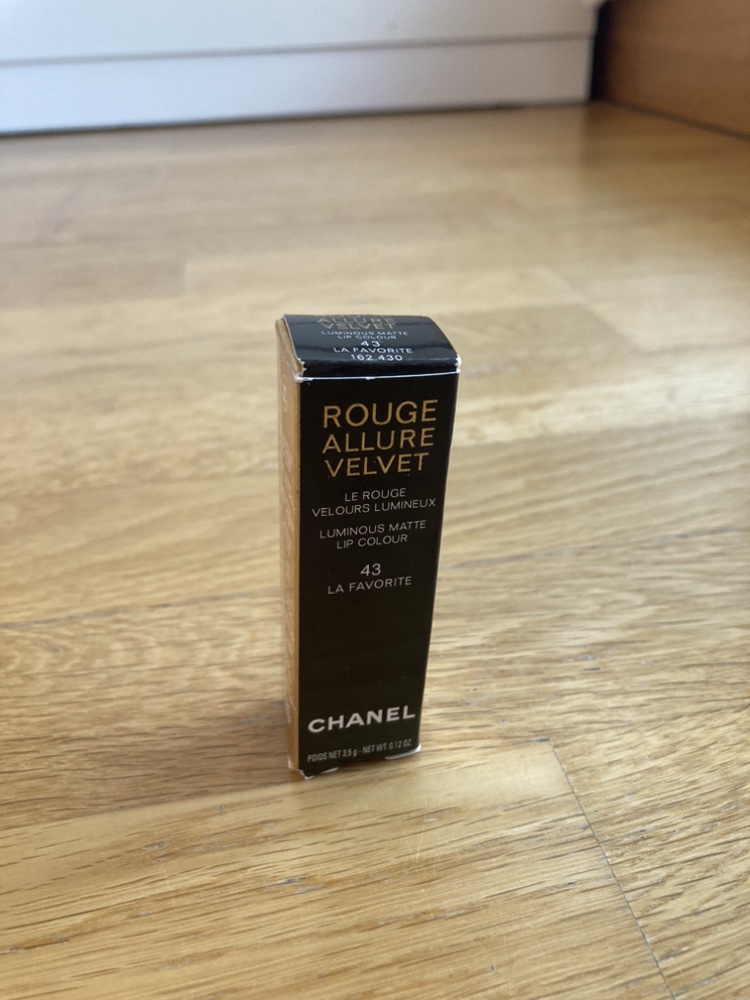 ALLURE
VELVET
LUMINOUS MATTE
LIP COLOUR
43
LA FAVORITE
162.430
ROUGE
ALLURE
VELVET
LE ROUGE
VELOURS LUMINEUX
LUMINOUS MATTE
LIP COLOUR
43
LA FAVORITE
CHANEL
POIDS NET 3,5 g - NET WT. 0.12 OZ.